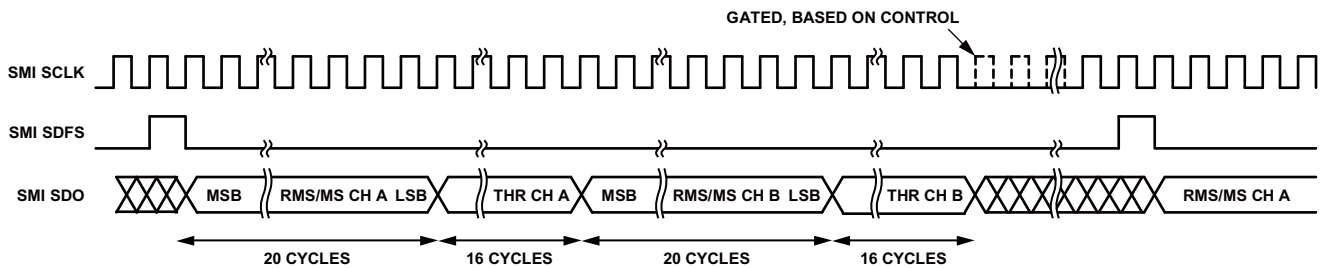 GATED, BASED ON CONTROL
SMI SCLK
SMI SDFS
SMI SDO
MSB RMS/MS CH A LSB THR CH A MSB RMS/MS CH B LSB THR CH B RMS/MS CH A
20 CYCLES 16 CYCLES 20 CYCLES 16 CYCLES